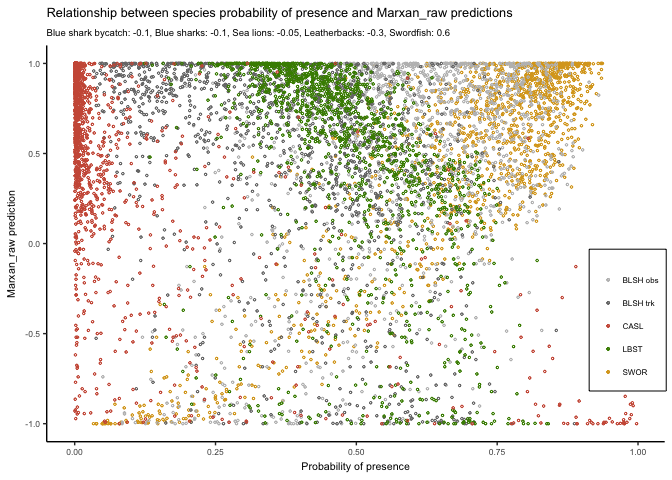 Relationship between species probability of presence and Marxan_raw predictions
Blue shark bycatch: -0.1, Blue sharks: -0.1, Sea lions: -0.05, Leatherbacks: -0.3, Swordfish: 0.6
Marxan_raw prediction
1.0
0.5
0.0
-0.5
-1.0
BLSH obs
BLSH trk
CASL
LBST
SWOR
0.00
0.25
0.50
0.75
1.00
Probability of presence